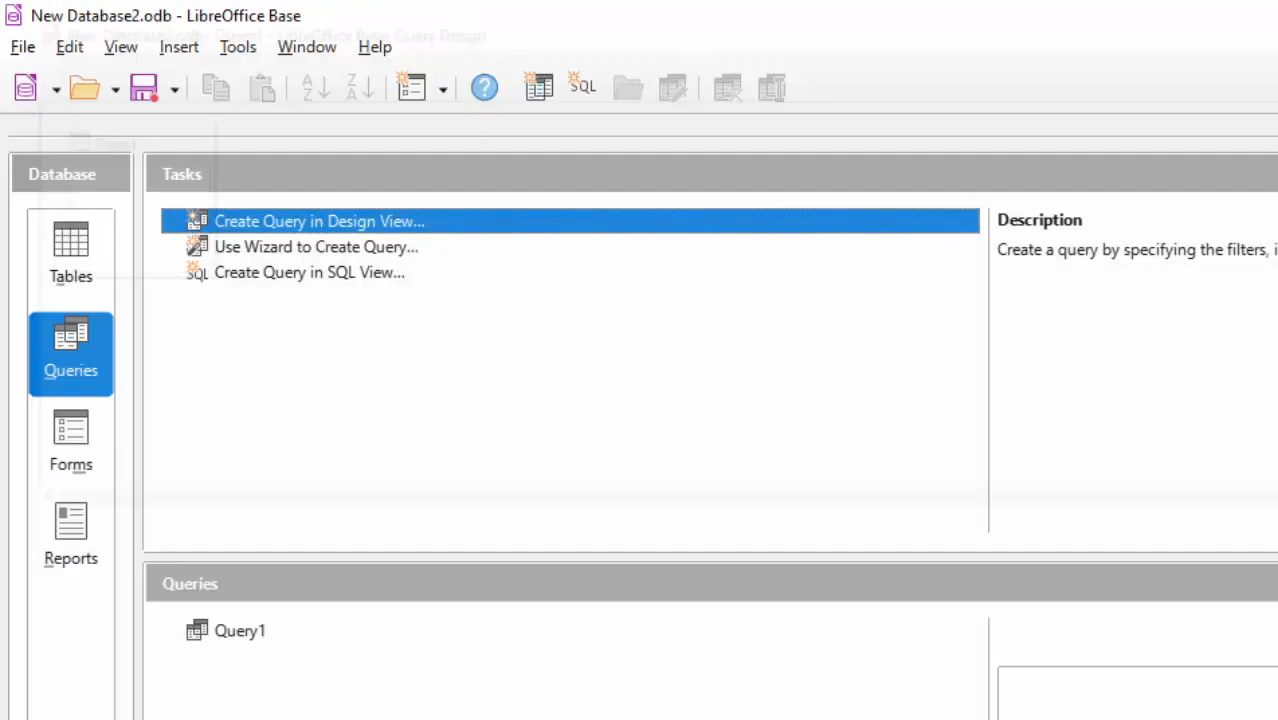 New Database2.odb - LibreOffice Base
File Edit View Insert Tools Window Help
SQL
Database
Tasks
Tables
Queries
Forms
Reports
Create Query in Design View...
Use Wizard to Create Query...
SQL Create Query in SQL View...
Description
Create a query by specifying the filters, i
Queries
Query1